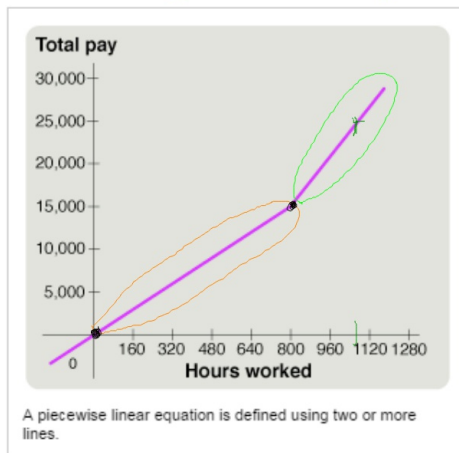 Total pay
30,000
25,000
20,000
15,000
10,000
5,000
0
160 320 480 640 800 960 1120 1280
Hours worked
A piecewise linear equation is defined using two or more
lines.